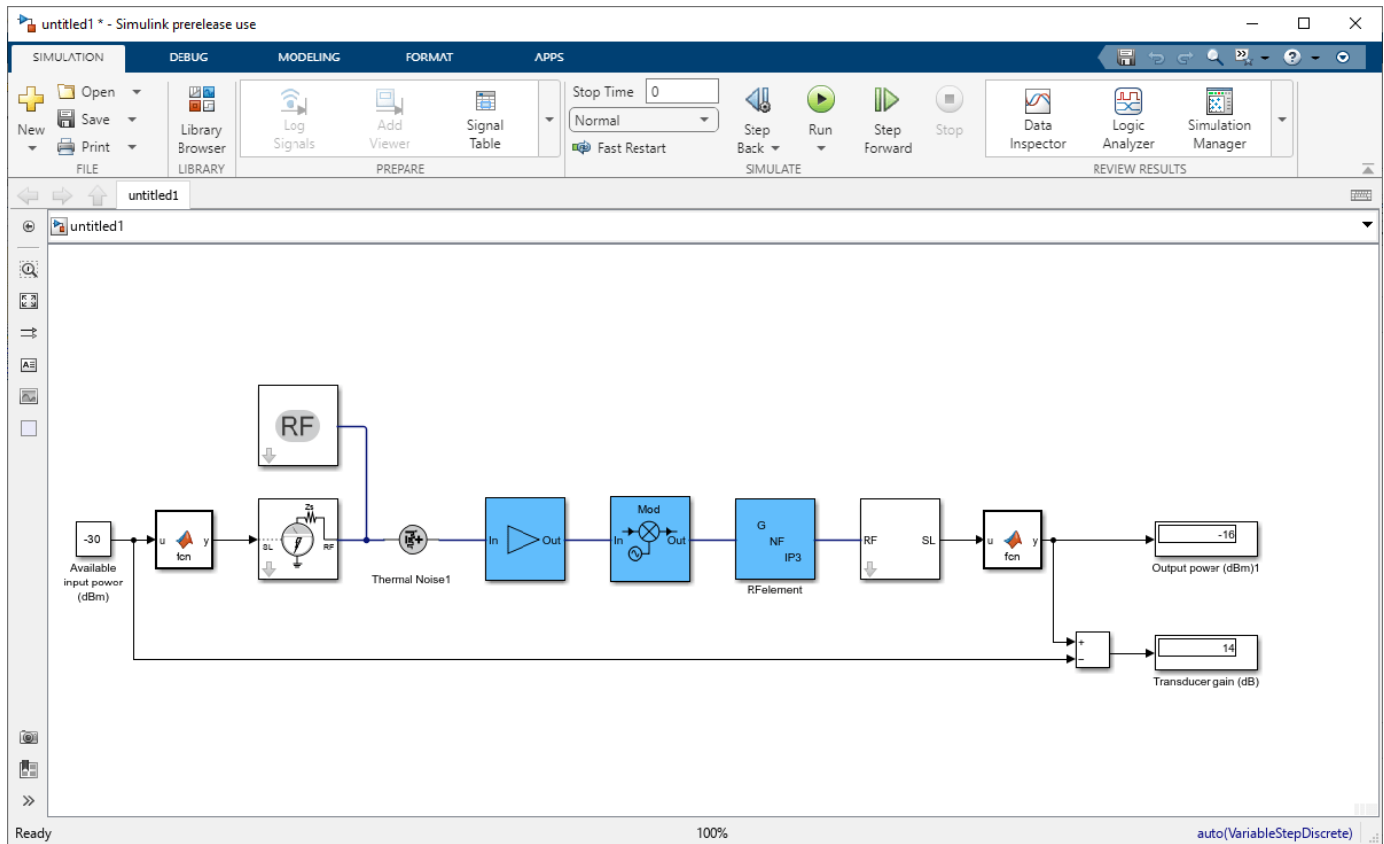 untitled1 * - Simulink prerelease use
SIMULATION DEBUG MODELING FORMAT APPS
New
Open
Save
Print
FILE
Library
Browser
LIBRARY
Log
Signals
Add
Viewer
Signal
Table
PREPARE
Stop Time 0
Normal
Fast Restart
Step
Back
Run
Step
Forward
Stop
SIMULATE
Data
Inspector
Logic
Analyzer
Simulation
Manager
REVIEW RESULTS
untitled1
untitled1
RF
-30
Available
input power
(dBm)
u y
fcn
Zs
SL RF
Thermal Noise1
In Out
Mod
In Out
G
NF
IP3
RFelement
RF SL
u y
fcn
-16
Output power (dBm)1
+
−
14
Transducer gain (dB)
Ready
100%
auto(VariableStepDiscrete)